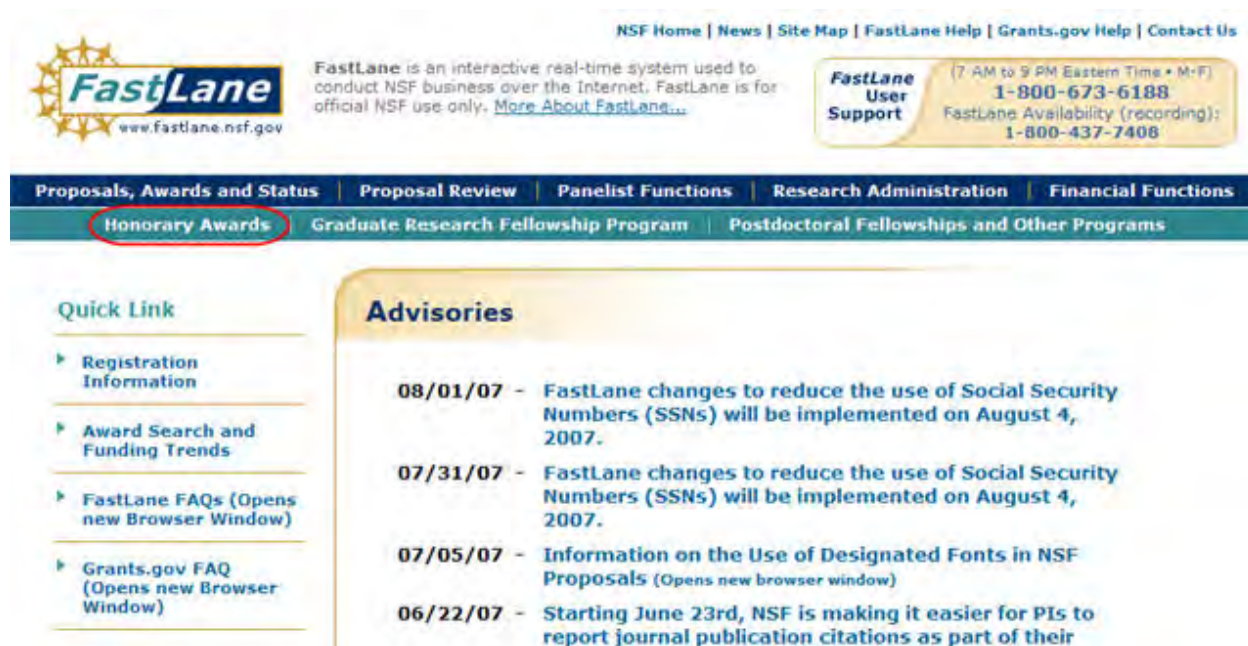 NSF Home | News | Site Map | FastLane Help | Grants.gov Help | Contact Us
FastLane
www.fastlane.nsf.gov
FastLane is an interactive real-time system used to
conduct NSF business over the Internet. FastLane is for
official NSF use only. More About FastLane...
FastLane
User
Support
(7 AM to 9 PM Eastern Time • M-F)
1-800-673-6188
FastLane Availability (recording):
1-800-437-7408
Proposals, Awards and Status | Proposal Review | Panelist Functions | Research Administration | Financial Functions
Honorary Awards | Graduate Research Fellowship Program | Postdoctoral Fellowships and Other Programs
Quick Link
Registration
Information
Award Search and
Funding Trends
FastLane FAQs (Opens
new Browser Window)
Grants.gov FAQ
(Opens new Browser
Window)
Advisories
08/01/07 - FastLane changes to reduce the use of Social Security
Numbers (SSNs) will be implemented on August 4,
2007.
07/31/07 - FastLane changes to reduce the use of Social Security
Numbers (SSNs) will be implemented on August 4,
2007.
07/05/07 - Information on the Use of Designated Fonts in NSF
Proposals (Opens new browser window)
06/22/07 - Starting June 23rd, NSF is making it easier for PIs to
report journal publication citations as part of their